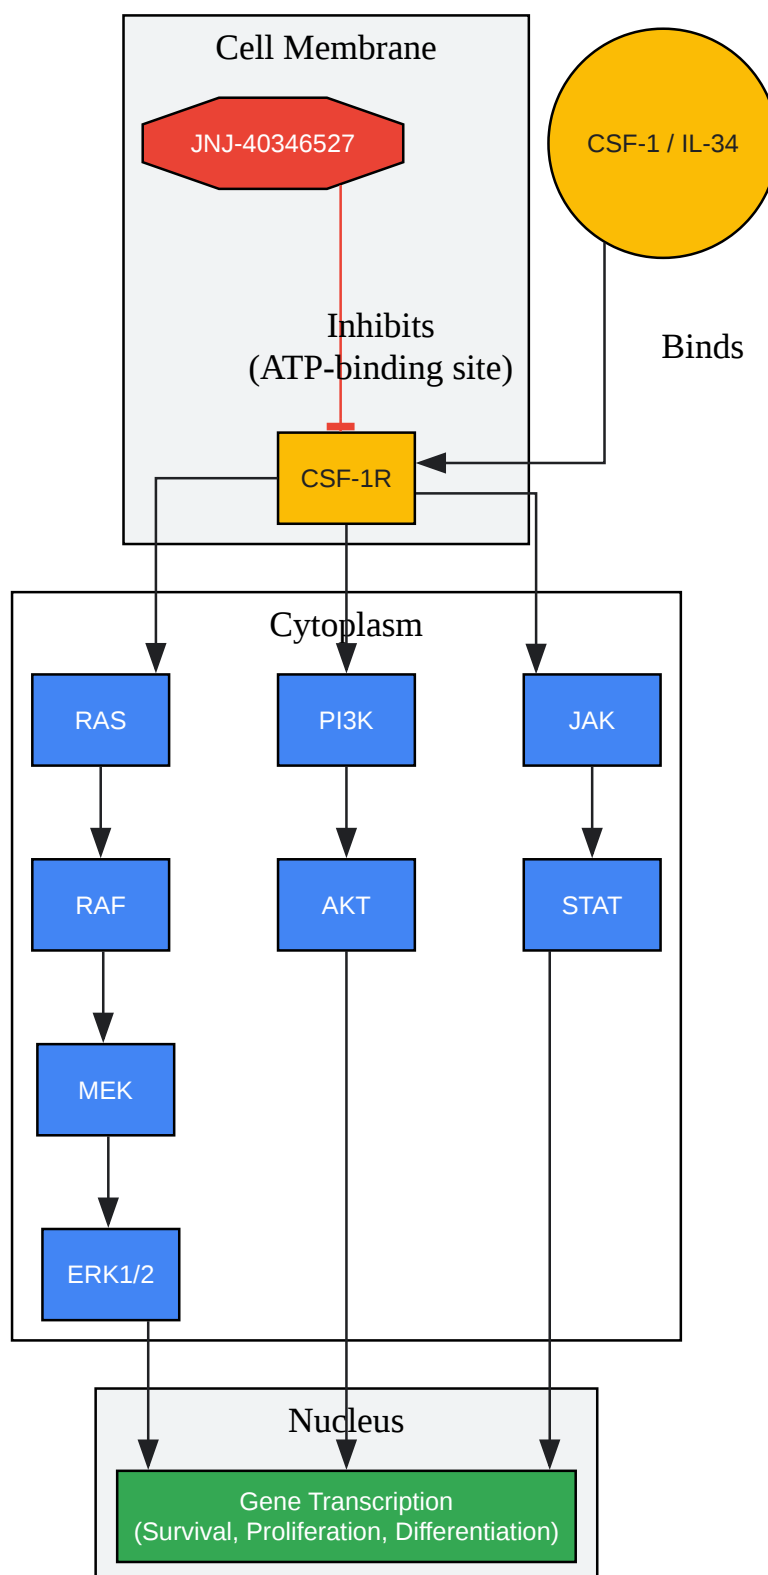 Cell Membrane
JNJ-40346527
CSF-1 / IL-34
Inhibits
(ATP-binding site)
Binds
CSF-1R
Cytoplasm
RAS
PI3K
JAK
RAF
AKT
STAT
MEK
ERK1/2
Nucleus
Gene Transcription
(Survival, Proliferation, Differentiation)